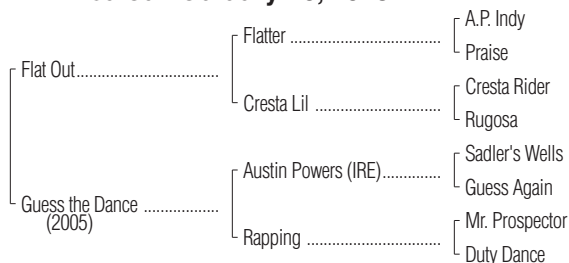 Flat Out
Guess the Dance
(2005)
Flatter
Cresta Lil
Austin Powers (IRE)
Rapping
A.P. Indy
Praise
Cresta Rider
Rugosa
Sadler's Wells
Guess Again
Mr. Prospector
Duty Dance